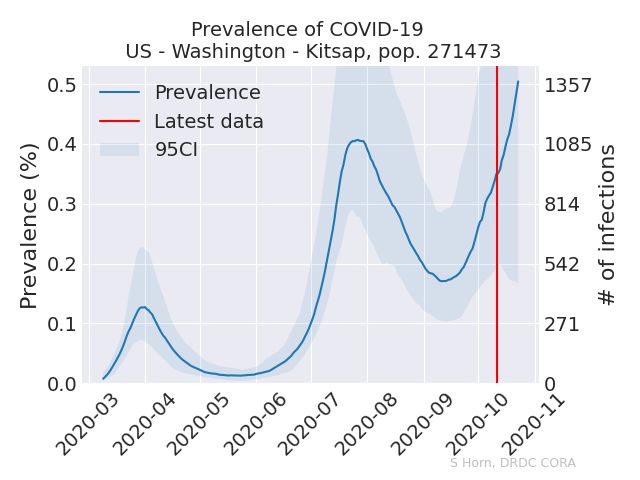 Prevalence of COVID-19
US - Washington - Kitsap, pop. 271473
Prevalence
Latest data
95CI
Prevalence (%)
0.5
0.4
0.3
0.2
0.1
0.0
1357
1085
814
542
271
0
# of infections
2020-03
2020-04
2020-05
2020-06
2020-07
2020-08
2020-09
2020-10
2020-11
S Horn, DRDC CORA